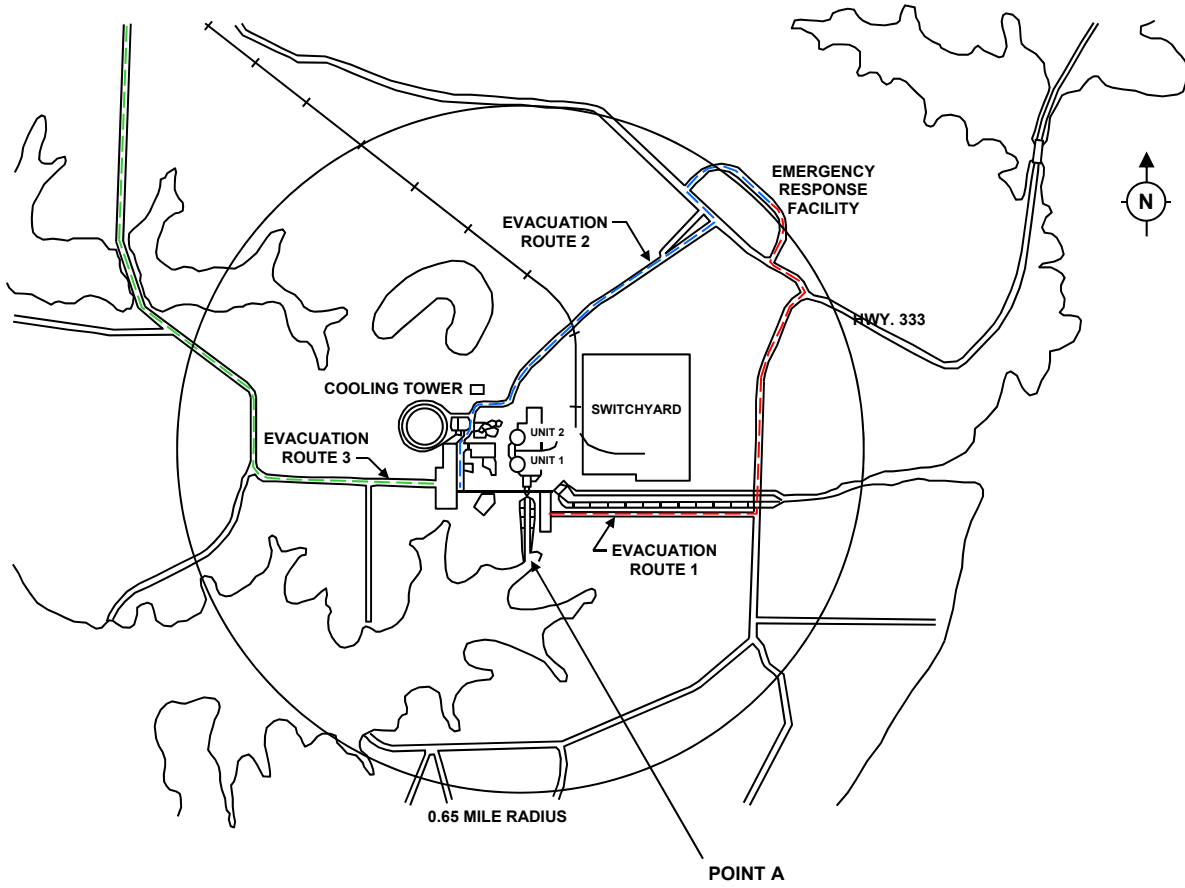 EMERGENCY
RESPONSE
FACILITY
N
EVACUATION
ROUTE 2
HWY. 333
COOLING TOWER
SWITCHYARD
UNIT 2
EVACUATION
ROUTE 3
UNIT 1
EVACUATION
ROUTE 1
0.65 MILE RADIUS
POINT A